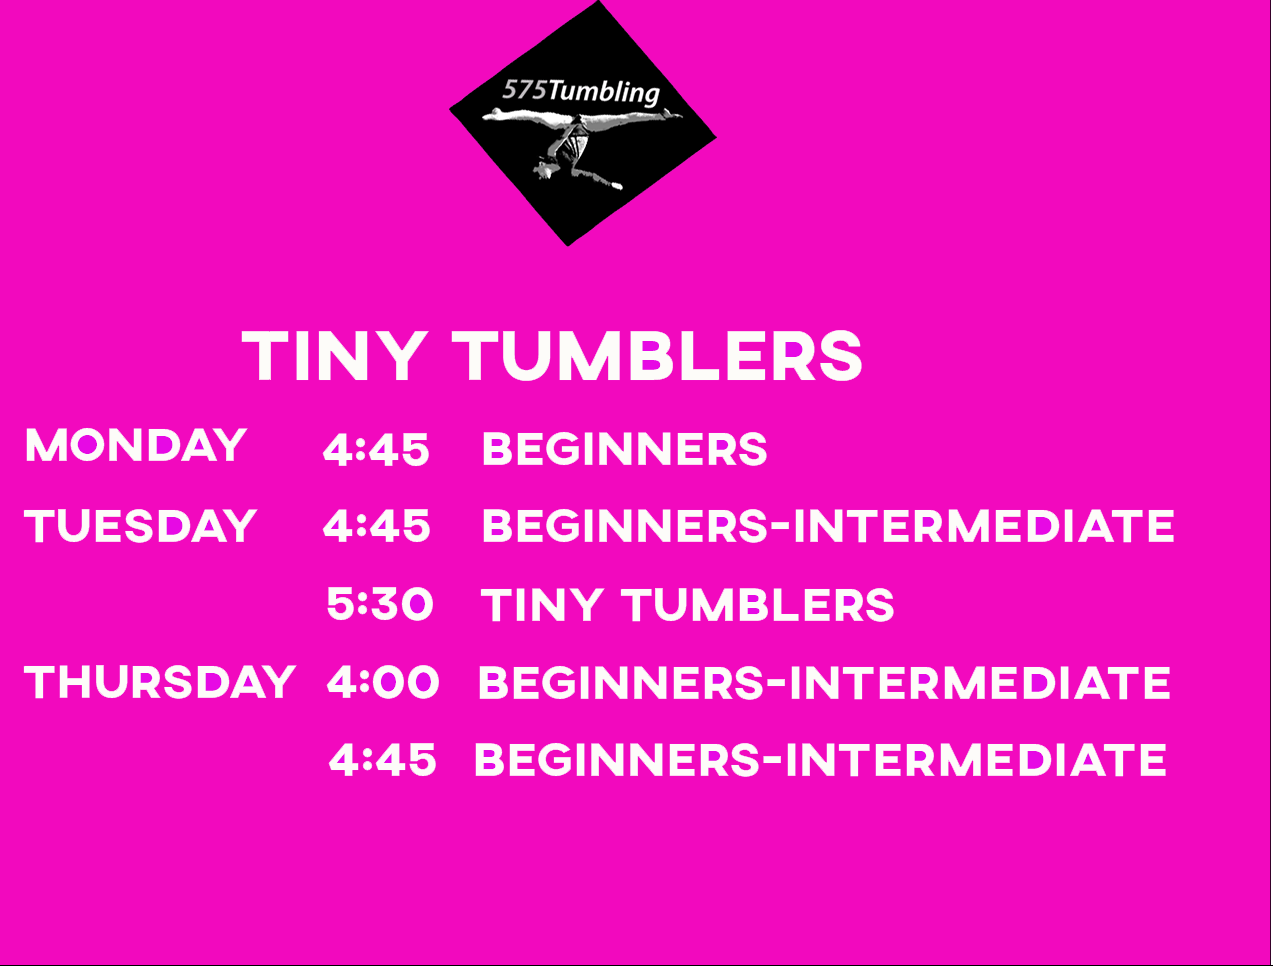 575Tumbling
TINY TUMBLERS
MONDAY 4:45 BEGINNERS
TUESDAY 4:45 BEGINNERS-INTERMEDIATE
5:30 TINY TUMBLERS
THURSDAY 4:00 BEGINNERS-INTERMEDIATE
4:45 BEGINNERS-INTERMEDIATE